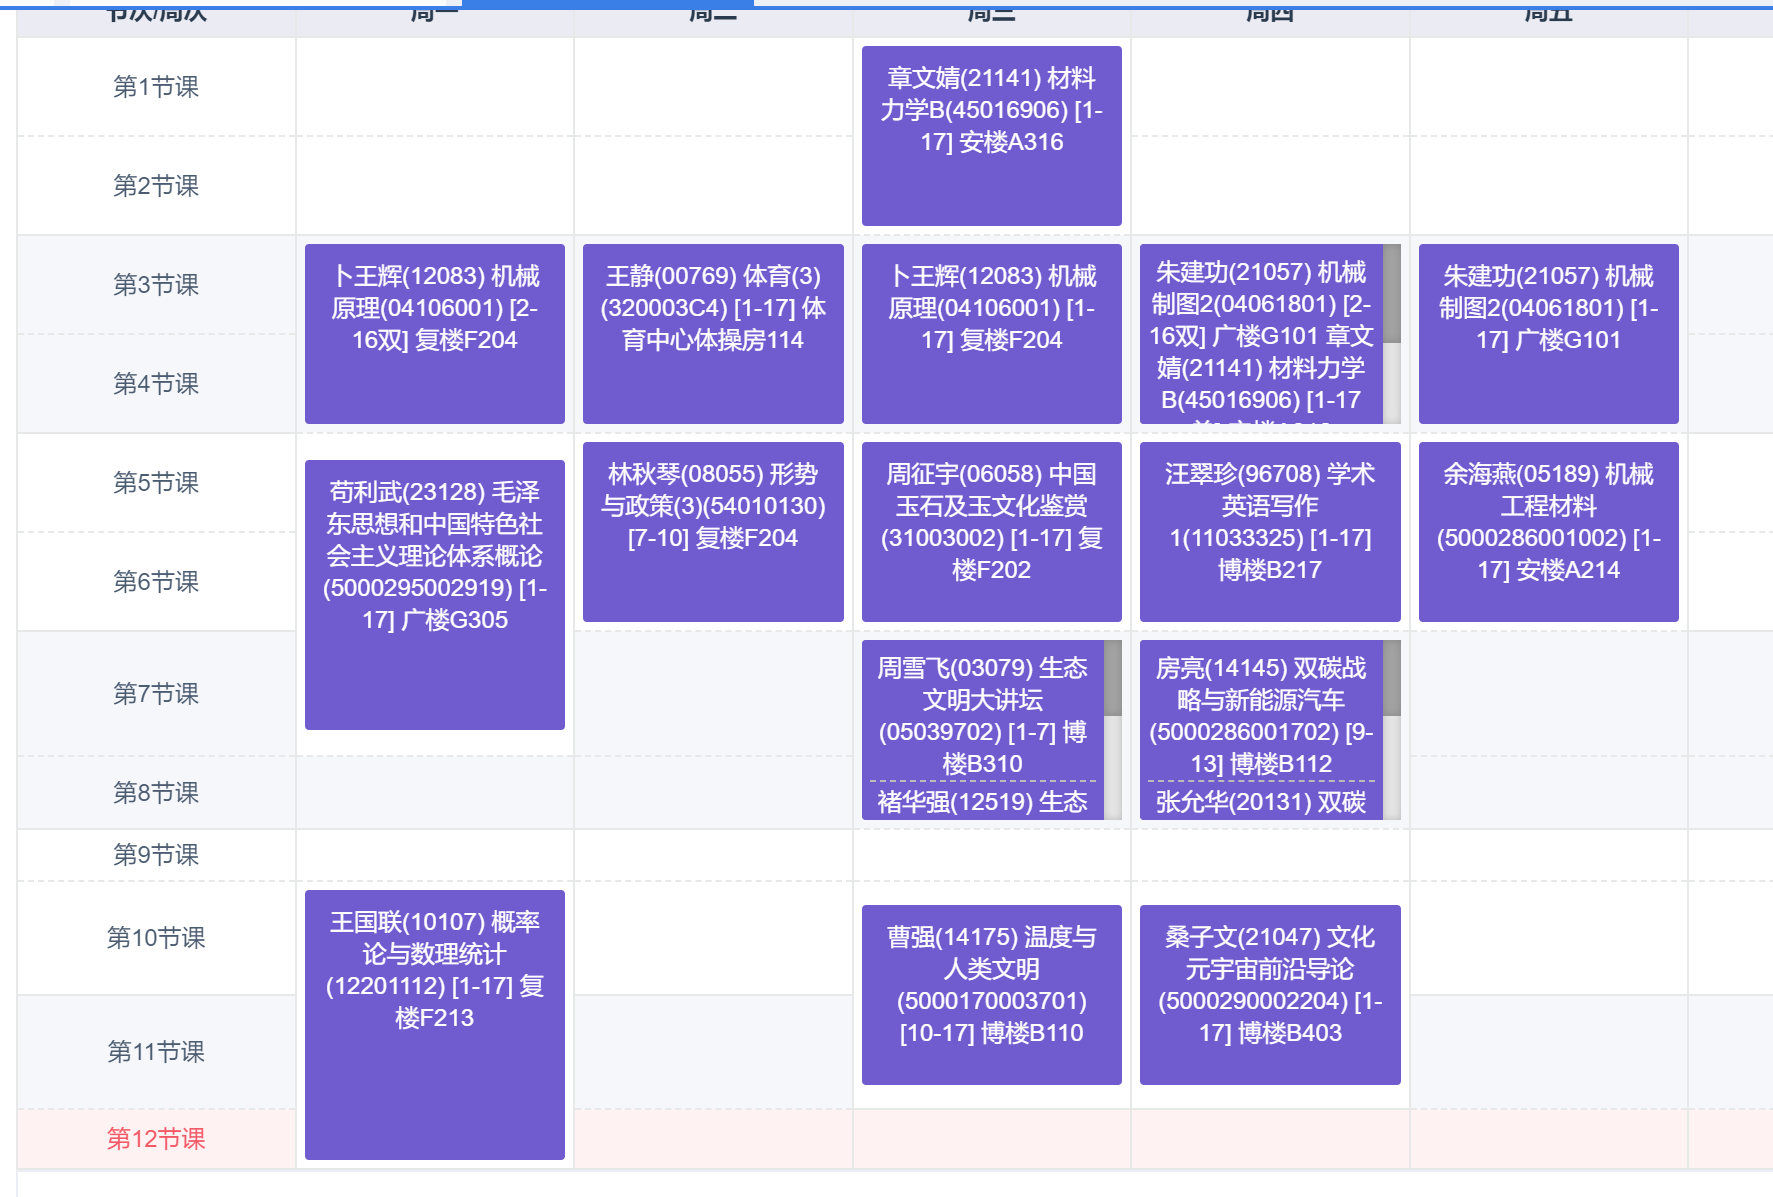 节次/周次
周一
周二
周三
周四
周五
第1节课
章文婧(21141) 材料
力学B(45016906) [1-
17] 安楼A316
第2节课
第3节课
卜王辉(12083) 机械
原理(04106001) [2-
16双] 复楼F204
王静(00769) 体育(3)
(320003C4) [1-17] 体
育中心体操房114
卜王辉(12083) 机械
原理(04106001) [1-
17] 复楼F204
朱建功(21057) 机械
制图2(04061801) [2-
16双] 广楼G101 章文
婧(21141) 材料力学
B(45016906) [1-17
朱建功(21057) 机械
制图2(04061801) [1-
17] 广楼G101
第4节课
第5节课
苟利武(23128) 毛泽
东思想和中国特色社
会主义理论体系概论
(5000295002919) [1-
17] 广楼G305
林秋琴(08055) 形势
与政策(3)(54010130)
[7-10] 复楼F204
周征宇(06058) 中国
玉石及玉文化鉴赏
(31003002) [1-17] 复
楼F202
汪翠珍(96708) 学术
英语写作
1(11033325) [1-17]
博楼B217
余海燕(05189) 机械
工程材料
(5000286001002) [1-
17] 安楼A214
第6节课
第7节课
周雪飞(03079) 生态
文明大讲坛
(05039702) [1-7] 博
楼B310
褚华强(12519) 生态
房亮(14145) 双碳战
略与新能源汽车
(5000286001702) [9-
13] 博楼B112
张允华(20131) 双碳
第8节课
第9节课
第10节课
王国联(10107) 概率
论与数理统计
(12201112) [1-17] 复
楼F213
曹强(14175) 温度与
人类文明
(5000170003701)
[10-17] 博楼B110
桑子文(21047) 文化
元宇宙前沿导论
(5000290002204) [1-
17] 博楼B403
第11节课
第12节课